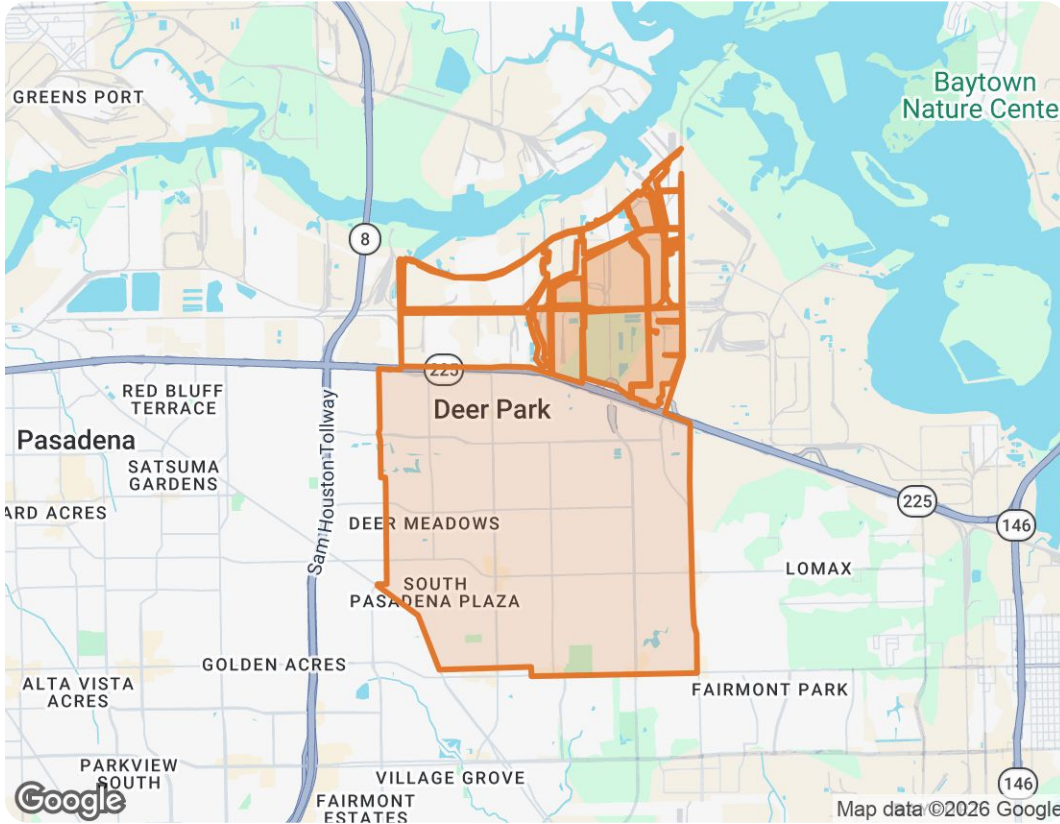 GREENS PORT
Baytown
Nature Cente
8
225
RED BLUFF
TERRACE
Deer Park
Pasadena
SATSUMA
GARDENS
Sam Houston Tollway
ARD ACRES
DEER MEADOWS
225
146
LOMAX
SOUTH
PASADENA PLAZA
GOLDEN ACRES
ALTA VISTA
ACRES
FAIRMONT PARK
PARKVIEW
SOUTH
VILLAGE GROVE
146
FAIRMONT
ESTATES
Google
Map data ©2026 Google